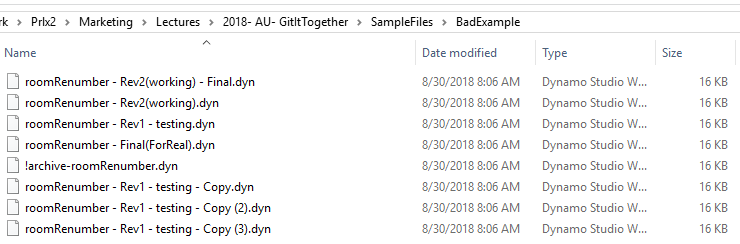 rk > Prlx2 > Marketing > Lectures > 2018- AU- GitItTogether > SampleFiles > BadExample
Name Date modified Type Size
roomRenumber - Rev2(working) - Final.dyn 8/30/2018 8:06 AM Dynamo Studio W... 16 KB
roomRenumber - Rev2(working).dyn 8/30/2018 8:06 AM Dynamo Studio W... 16 KB
roomRenumber - Rev1 - testing.dyn 8/30/2018 8:06 AM Dynamo Studio W... 16 KB
roomRenumber - Final(ForReal).dyn 8/30/2018 8:06 AM Dynamo Studio W... 16 KB
!archive-roomRenumber.dyn 8/30/2018 8:06 AM Dynamo Studio W... 16 KB
roomRenumber - Rev1 - testing - Copy.dyn 8/30/2018 8:06 AM Dynamo Studio W... 16 KB
roomRenumber - Rev1 - testing - Copy (2).dyn 8/30/2018 8:06 AM Dynamo Studio W... 16 KB
roomRenumber - Rev1 - testing - Copy (3).dyn 8/30/2018 8:06 AM Dynamo Studio W... 16 KB